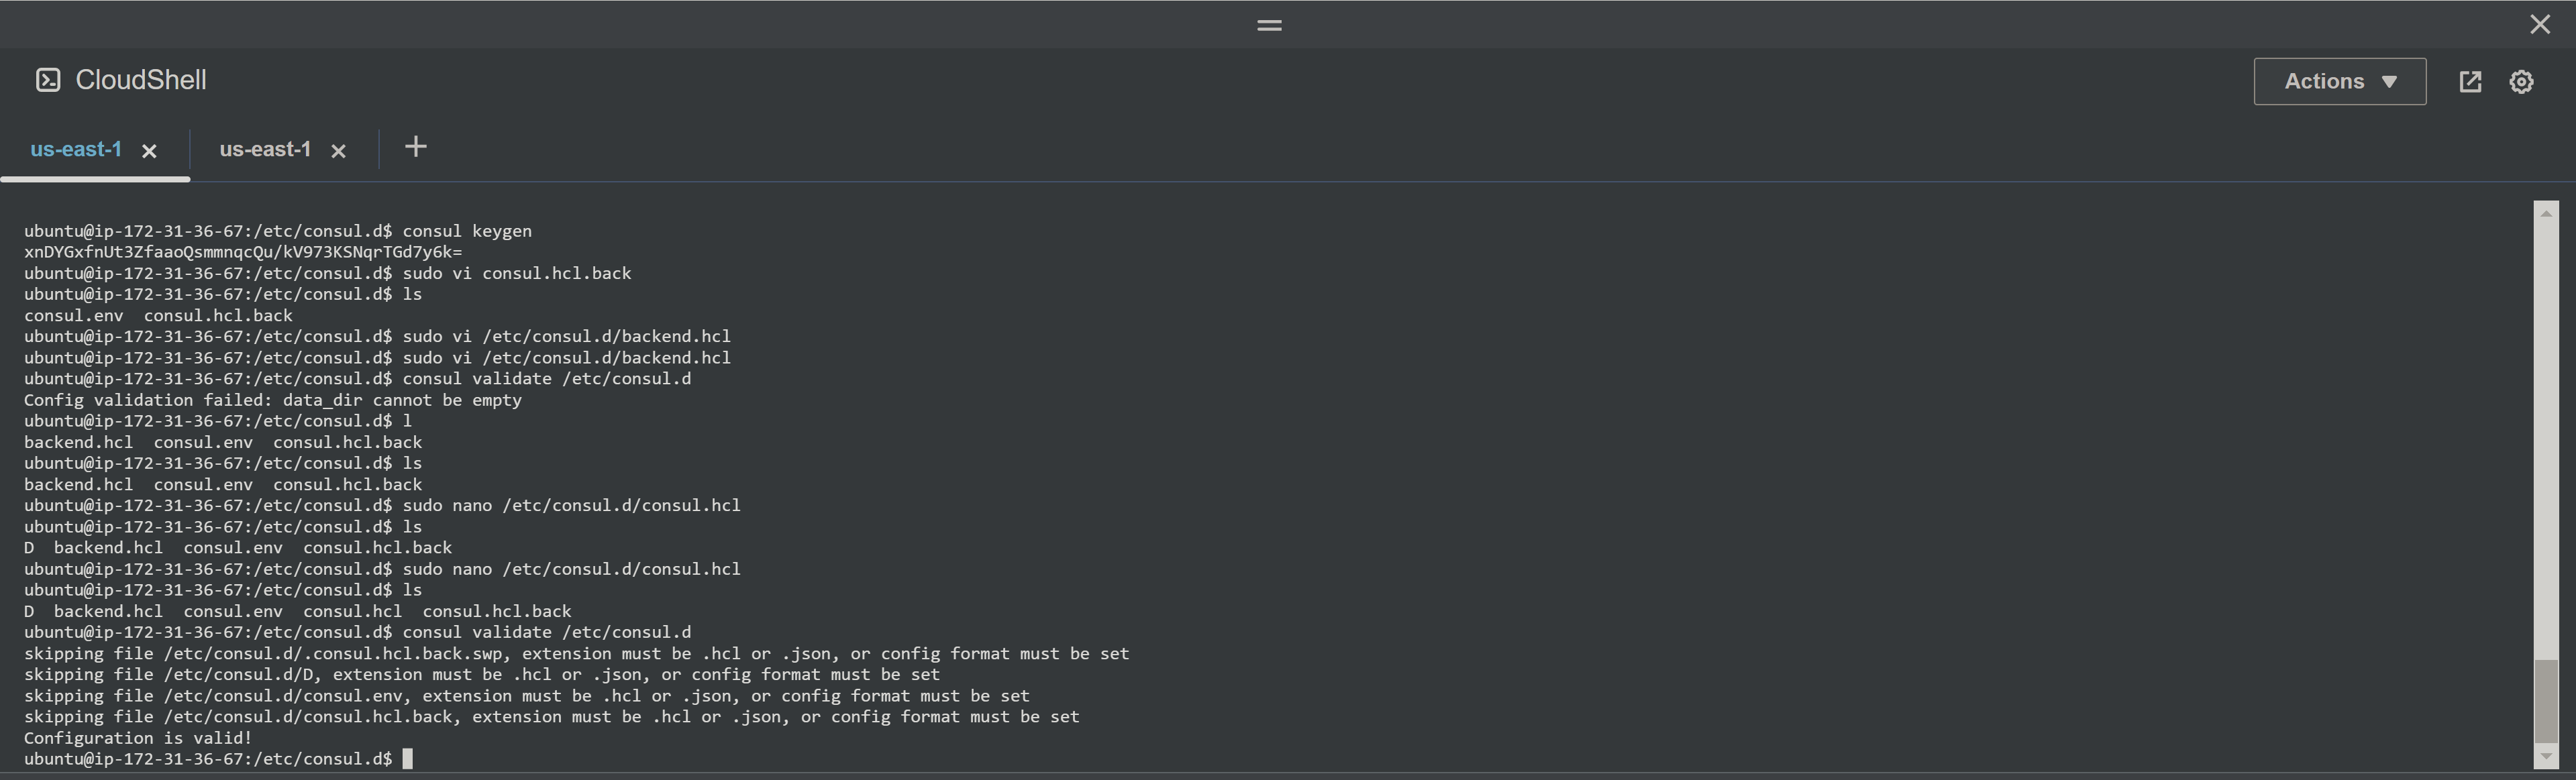 CloudShell
Actions
us-east-1
us-east-1
ubuntu@ip-172-31-36-67:/etc/consul.d$ consul keygen
xnDYGxfnUt3ZfaaoQsmmnqcQu/kV973KSNqrTGd7y6k=
ubuntu@ip-172-31-36-67:/etc/consul.d$ sudo vi consul.hcl.back
ubuntu@ip-172-31-36-67:/etc/consul.d$ ls
consul.env  consul.hcl.back
ubuntu@ip-172-31-36-67:/etc/consul.d$ sudo vi /etc/consul.d/backend.hcl
ubuntu@ip-172-31-36-67:/etc/consul.d$ sudo vi /etc/consul.d/backend.hcl
ubuntu@ip-172-31-36-67:/etc/consul.d$ consul validate /etc/consul.d
Config validation failed: data_dir cannot be empty
ubuntu@ip-172-31-36-67:/etc/consul.d$ l
backend.hcl  consul.env  consul.hcl.back
ubuntu@ip-172-31-36-67:/etc/consul.d$ ls
backend.hcl  consul.env  consul.hcl.back
ubuntu@ip-172-31-36-67:/etc/consul.d$ sudo nano /etc/consul.d/consul.hcl
ubuntu@ip-172-31-36-67:/etc/consul.d$ ls
D  backend.hcl  consul.env  consul.hcl.back
ubuntu@ip-172-31-36-67:/etc/consul.d$ sudo nano /etc/consul.d/consul.hcl
ubuntu@ip-172-31-36-67:/etc/consul.d$ ls
D  backend.hcl  consul.env  consul.hcl  consul.hcl.back
ubuntu@ip-172-31-36-67:/etc/consul.d$ consul validate /etc/consul.d
skipping file /etc/consul.d/.consul.hcl.back.swp, extension must be .hcl or .json, or config format must be set
skipping file /etc/consul.d/D, extension must be .hcl or .json, or config format must be set
skipping file /etc/consul.d/consul.env, extension must be .hcl or .json, or config format must be set
skipping file /etc/consul.d/consul.hcl.back, extension must be .hcl or .json, or config format must be set
Configuration is valid!
ubuntu@ip-172-31-36-67:/etc/consul.d$